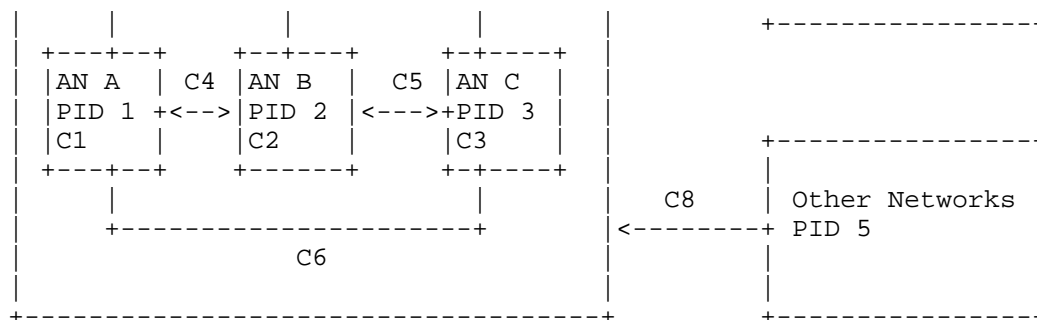 |      |             |              |         |           +-----------------
|  +---+--+      +--+---+       +-+----+  |
|  |AN A  |  C4  |AN B  |   C5  |AN C  |  |
|  |PID 1 +<-->|PID 2  |<--->+PID 3 |  |
|  |C1    |      |C2    |       |C3    |  |           +-----------------
|  +---+--+      +------+       +-+----+  |           |
|      |                          |       |    C8     | Other Networks
|      +--------------------------+       |<--------+ PID 5
|                    C6                   |           |
|                                         |           |
+-----------------------------------------+           +-----------------